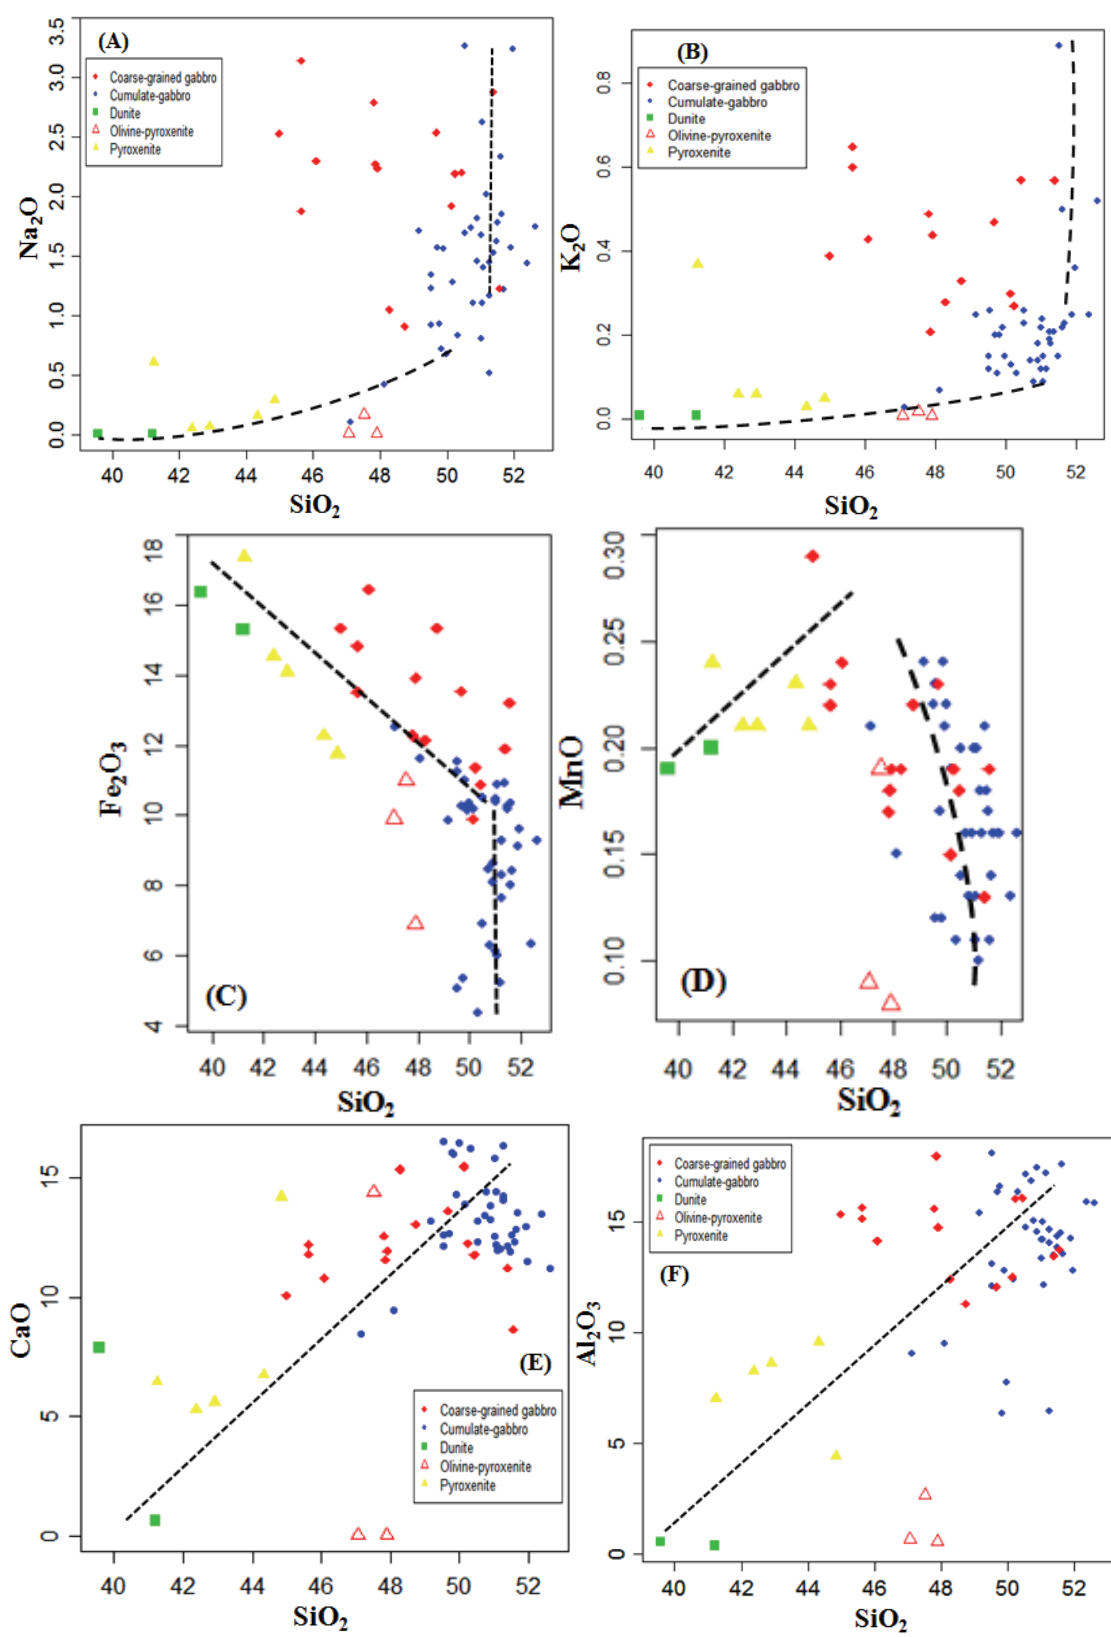 (A)
Na₂O
3.5
3.0
2.5
2.0
1.5
1.0
0.5
0.0
Coarse-grained gabbro
Cumulate-gabbro
Dunite
Olivine-pyroxenite
Pyroxenite
40 42 44 46 48 50 52
SiO₂
(B)
K₂O
0.8
0.6
0.4
0.2
0.0
Coarse-grained gabbro
Cumulate-gabbro
Dunite
Olivine-pyroxenite
Pyroxenite
40 42 44 46 48 50 52
SiO₂
Fe₂O₃
18
16
14
12
10
8
6
4
(C)
40 42 44 46 48 50 52
SiO₂
MnO
0.30
0.25
0.20
0.15
0.10
(D)
40 42 44 46 48 50 52
SiO₂
CaO
15
10
5
0
(E)
Coarse-grained gabbro
Cumulate-gabbro
Dunite
Olivine-pyroxenite
Pyroxenite
40 42 44 46 48 50 52
SiO₂
Al₂O₃
15
10
5
0
Coarse-grained gabbro
Cumulate-gabbro
Dunite
Olivine-pyroxenite
Pyroxenite
(F)
40 42 44 46 48 50 52
SiO₂